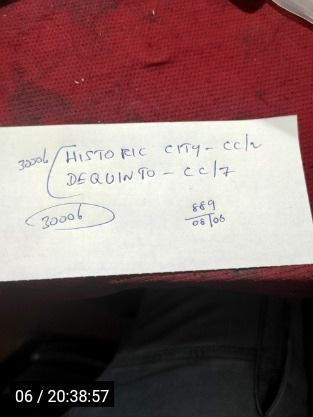 30006 HISTORIC CITY - CC/2
DEQUINTO - CC/7
30006
889
06/06
06 / 20:38:57